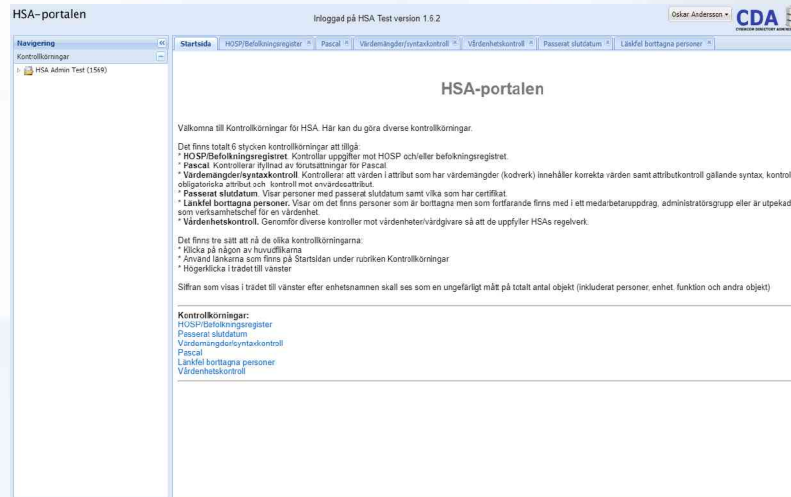 HSA-portalen
Inloggad på HSA Test version 1.6.2
Oskar Andersson
CDA
Navigering
Kontrollkörningar
HSA Admin Test (1569)
Startsida
HOSP/Befolkningsregister
Pascal
Värdemängder/syntaxkontroll
Vårdenhetskontroll
Passerat slutdatum
Länkfel borttagna personer
HSA-portalen
Välkomna till Kontrollkörningar för HSA. Här kan du göra diverse kontrollkörningar.
Det finns totalt 6 stycken kontrollkörningar att tillgå:
* HOSP/Befolkningsregistret. Kontrollar uppgifter mot HOSP och/eller befolkningsregistret.
* Pascal. Kontrollerar ifyllnad av förutsättningar för Pascal.
* Värdemängder/syntaxkontroll. Kontrollerar att värden i attribut som har värdemängder (kodverk) innehåller korrekta värden samt attributkontroll gällande syntax, kontrol
obligatoriska attribut och kontroll mot envärdesattribut.
* Passerat slutdatum. Visar personer med passerat slutdatum samt vilka som har certifikat.
* Länkfel borttagna personer. Visar om det finns personer som är borttagna men som fortfarande finns med i ett medarbetaruppdrag, administratörsgrupp eller är utpekad
som verksamhetschef för en vårdenhet.
* Vårdenhetskontroll. Genomför diverse kontroller mot vårdenheter/vårdgivare så att de uppfyller HSAs regelverk.
Det finns tre sätt att nå de olika kontrollkörningarna:
* Klicka på någon av huvudflikarna
* Använd länkarna som finns på Startsidan under rubriken Kontrollkörningar
* Högerklicka i trädet till vänster
Siffran som visas i trädet till vänster efter enhetsnamnen skall ses som en ungefärligt mått på totalt antal objekt (inkluderat personer, enhet, funktion och andra objekt)
Kontrollkörningar:
HOSP/Befolkningsregister
Passerat slutdatum
Värdemängder/syntaxkontroll
Pascal
Länkfel borttagna personer
Vårdenhetskontroll